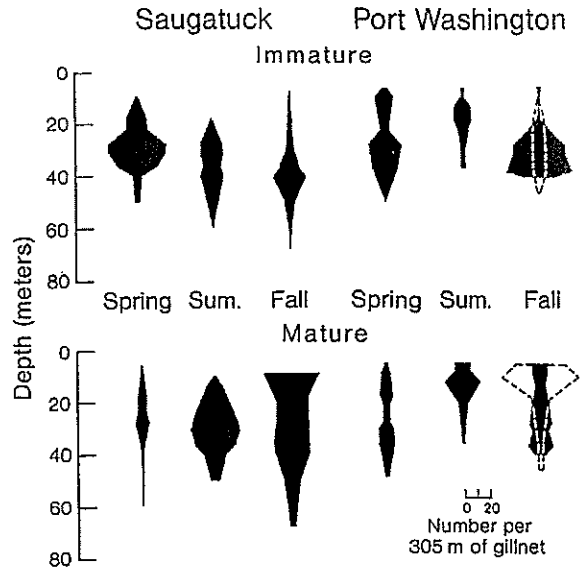 Saugatuck Port Washington
Immature
0
20
40
60
80
Spring Sum. Fall Spring Sum. Fall
Mature
Depth (meters)
0
20
40
60
80
0 20
Number per
305 m of gillnet